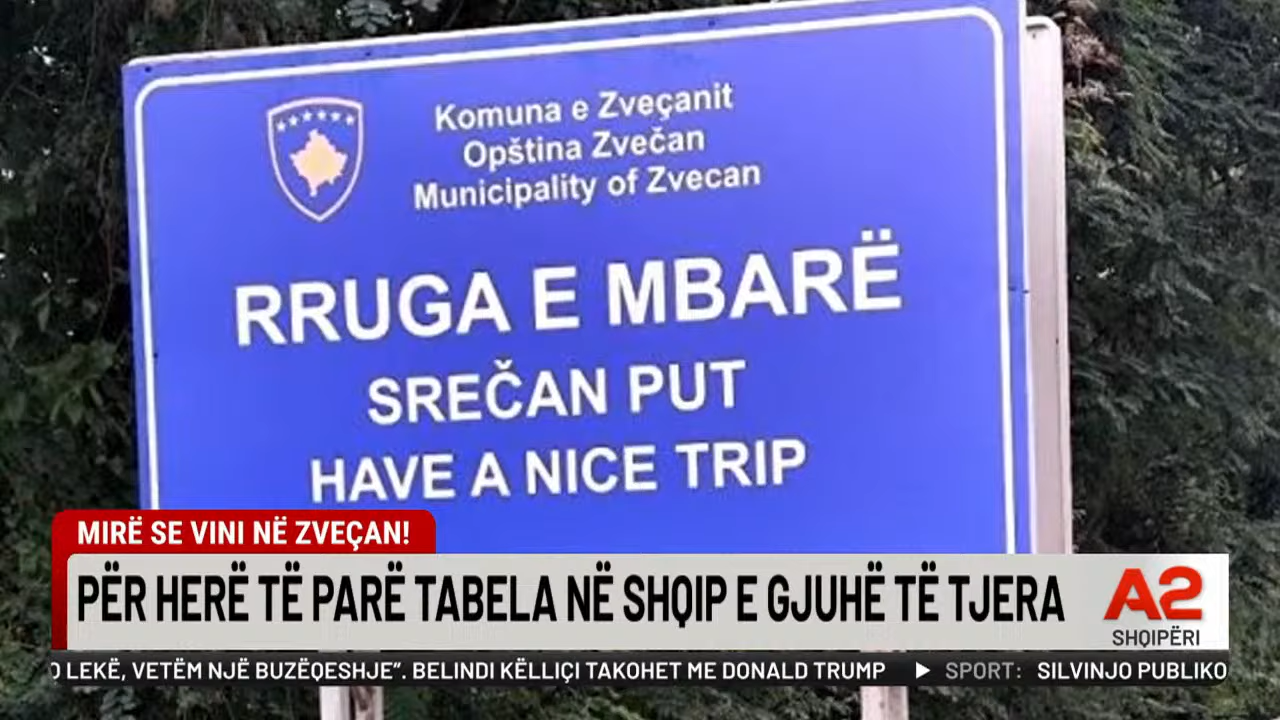 Komuna e Zveçanit
Opština Zvečan
Municipality of Zvecan
RRUGA E MBARË
SREČAN PUT
HAVE A NICE TRIP
MIRË SE VINI NË ZVEÇAN!
PËR HERË TË PARË TABELA NË SHQIP E GJUHË TË TJERA
A2
SHQIPËRI
O LEKË, VETËM NJË BUZËQESHJE”. BELINDI KËLLIÇI TAKOHET ME DONALD TRUMP ▶ SPORT: SILVINJO PUBLIKO